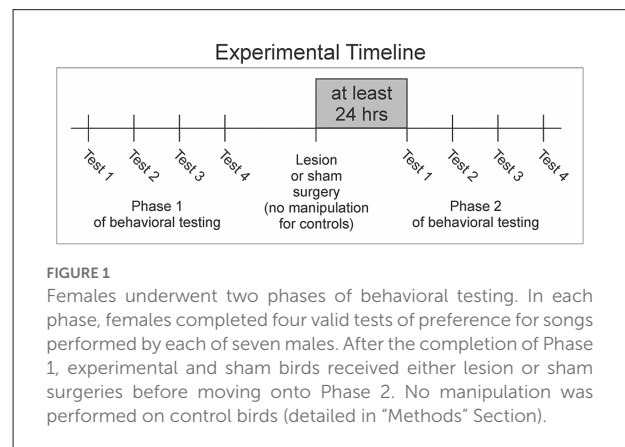 Experimental Timeline
at least
24 hrs
Test 1
Test 2
Test 3
Test 4
Lesion
or sham
surgery
(no manipulation
for controls)
Test 1
Test 2
Test 3
Test 4
Phase 1
of behavioral testing
Phase 2
of behavioral testing
FIGURE 1
Females underwent two phases of behavioral testing. In each
phase, females completed four valid tests of preference for songs
performed by each of seven males. After the completion of Phase
1, experimental and sham birds received either lesion or sham
surgeries before moving onto Phase 2. No manipulation was
performed on control birds (detailed in “Methods” Section).